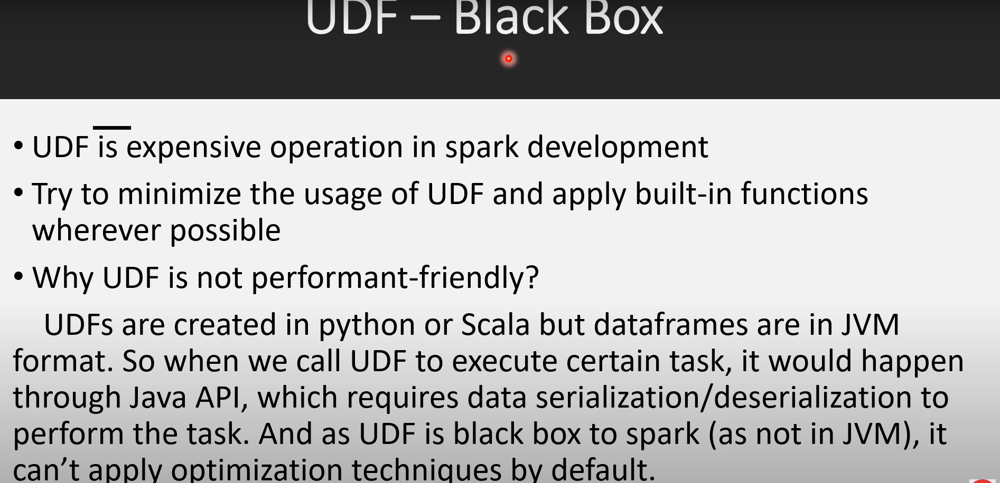 UDF – Black Box
• UDF is expensive operation in spark development
• Try to minimize the usage of UDF and apply built-in functions
wherever possible
• Why UDF is not performant-friendly?
UDFs are created in python or Scala but dataframes are in JVM
format. So when we call UDF to execute certain task, it would happen
through Java API, which requires data serialization/deserialization to
perform the task. And as UDF is black box to spark (as not in JVM), it
can’t apply optimization techniques by default.